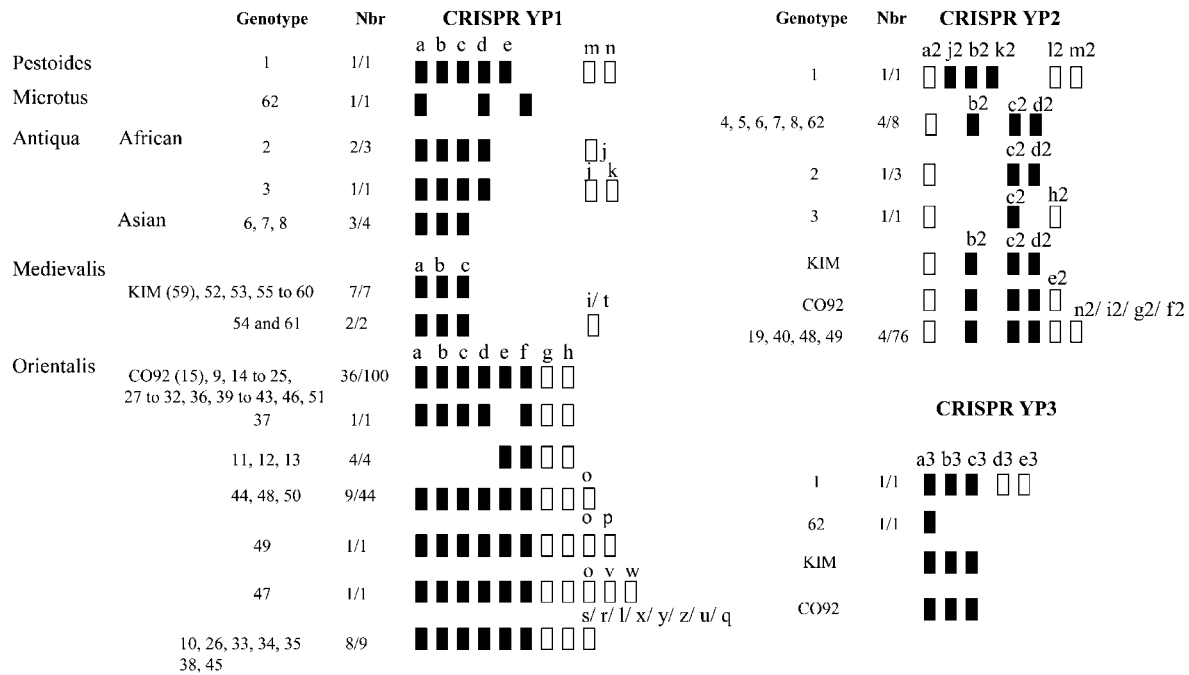 Genotype Nbr CRISPR YP1
a b c d e m n
Pestoides 1 1/1
Microtus 62 1/1
Antiqua African 2 2/3
j
j k
3 1/1
Asian 6, 7, 8 3/4
Medievalis a b c
KIM (59), 52, 53, 55 to 60 7/7
i/ t
54 and 61 2/2
Orientalis a b c d e f g h
CO92 (15), 9, 14 to 25, 36/100
27 to 32, 36, 39 to 43, 46, 51
37 1/1
11, 12, 13 4/4
o
44, 48, 50 9/44
o p
49 1/1
o v w
47 1/1
s/ r/ l/ x/ y/ z/ u/ q
10, 26, 33, 34, 35 8/9
38, 45
Genotype Nbr CRISPR YP2
a2 j2 b2 k2 l2 m2
1 1/1
b2 c2 d2
4, 5, 6, 7, 8, 62 4/8
c2 d2
2 1/3
c2 h2
3 1/1
b2 c2 d2
KIM
e2
CO92
n2/ i2/ g2/ f2
19, 40, 48, 49 4/76
CRISPR YP3
a3 b3 c3 d3 e3
1 1/1
62 1/1
KIM
CO92